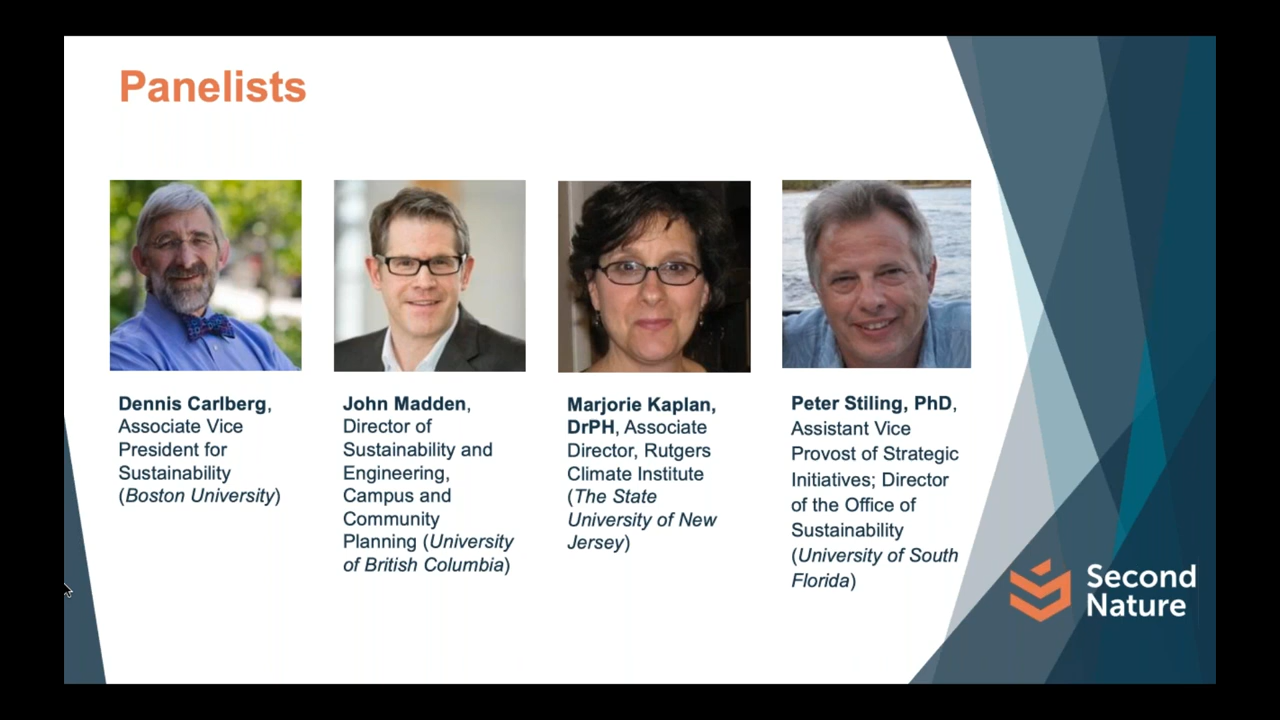 Panelists
Dennis Carlberg,
Associate Vice
President for
Sustainability
(Boston University)
John Madden,
Director of
Sustainability and
Engineering,
Campus and
Community
Planning (University
of British Columbia)
Marjorie Kaplan,
DrPH, Associate
Director, Rutgers
Climate Institute
(The State
University of New
Jersey)
Peter Stiling, PhD,
Assistant Vice
Provost of Strategic
Initiatives; Director
of the Office of
Sustainability
(University of South
Florida)
Second
Nature